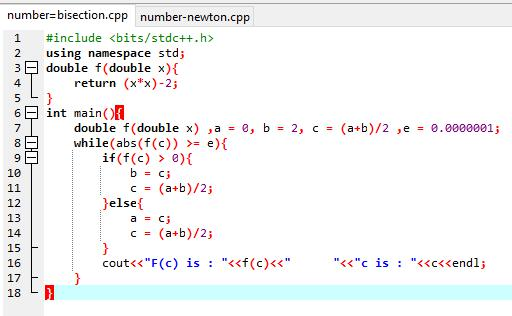 number=bisection.cpp number-newton.cpp
1 #include <bits/stdc++.h>
2 using namespace std;
3 double f(double x){
4 return (x*x)-2;
5 }
6 int main(){
7 double f(double x) ,a = 0, b = 2, c = (a+b)/2 ,e = 0.0000001;
8 while(abs(f(c)) >= e){
9 if(f(c) > 0){
10 b = c;
11 c = (a+b)/2;
12 }else{
13 a = c;
14 c = (a+b)/2;
15 }
16 cout<<"F(c) is : "<<f(c)<<"      "<<"c is : "<<c<<endl;
17 }
18 }